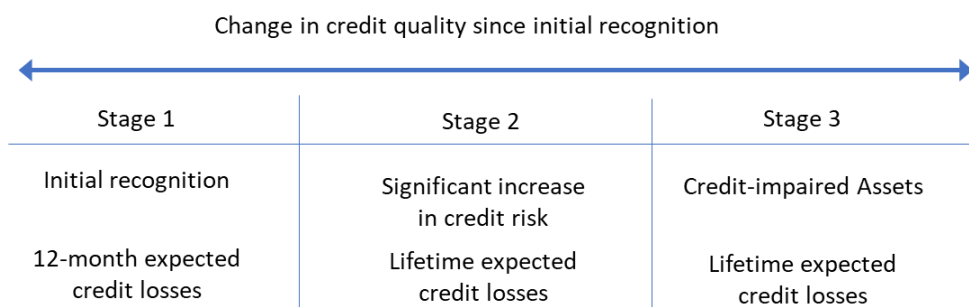 Change in credit quality since initial recognition
Stage 1
Stage 2
Stage 3
Initial recognition
Significant increase
in credit risk
Credit-impaired Assets
12-month expected
credit losses
Lifetime expected
credit losses
Lifetime expected
credit losses